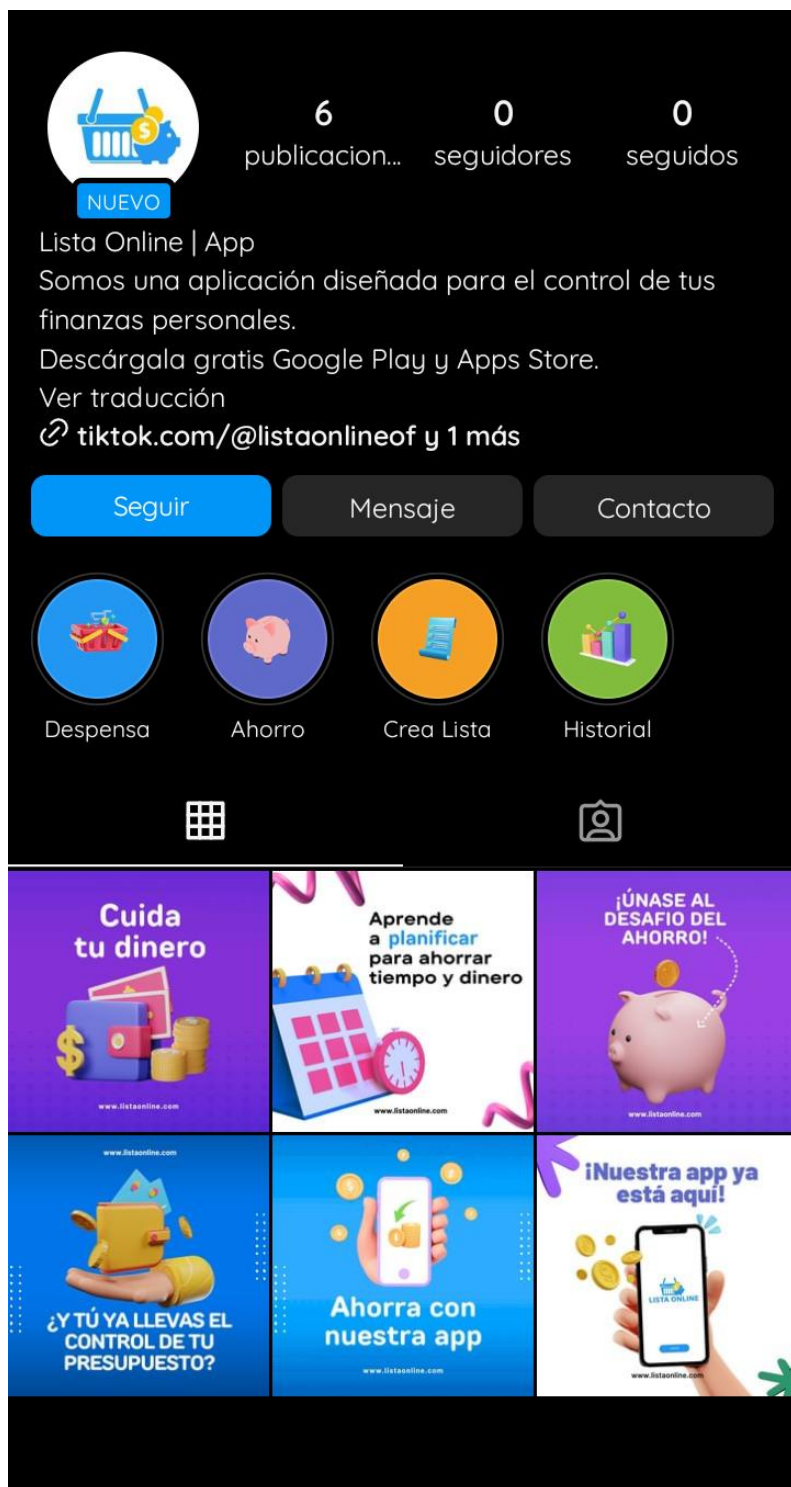 6
0
0
publicacion...
seguidores
seguidos
NUEVO
Lista Online | App
Somos una aplicación diseñada para el control de tus
finanzas personales.
Descárgala gratis Google Play y Apps Store.
Ver traducción
tiktok.com/@listaonlineof y 1 más
Seguir
Mensaje
Contacto
Despensa
Ahorro
Crea Lista
Historial
Cuida
tu dinero
www.listaonline.com
Aprende
a planificar
para ahorrar
tiempo y dinero
www.listaonline.com
¡ÚNASE AL
DESAFIO DEL
AHORRO!
www.listaonline.com
www.listaonline.com
¿Y TÚ YA LLEVAS EL
CONTROL DE TU
PRESUPUESTO?
Ahorra con
nuestra app
www.listaonline.com
¡Nuestra app ya
está aquí!
LISTA ONLINE
www.listaonline.com